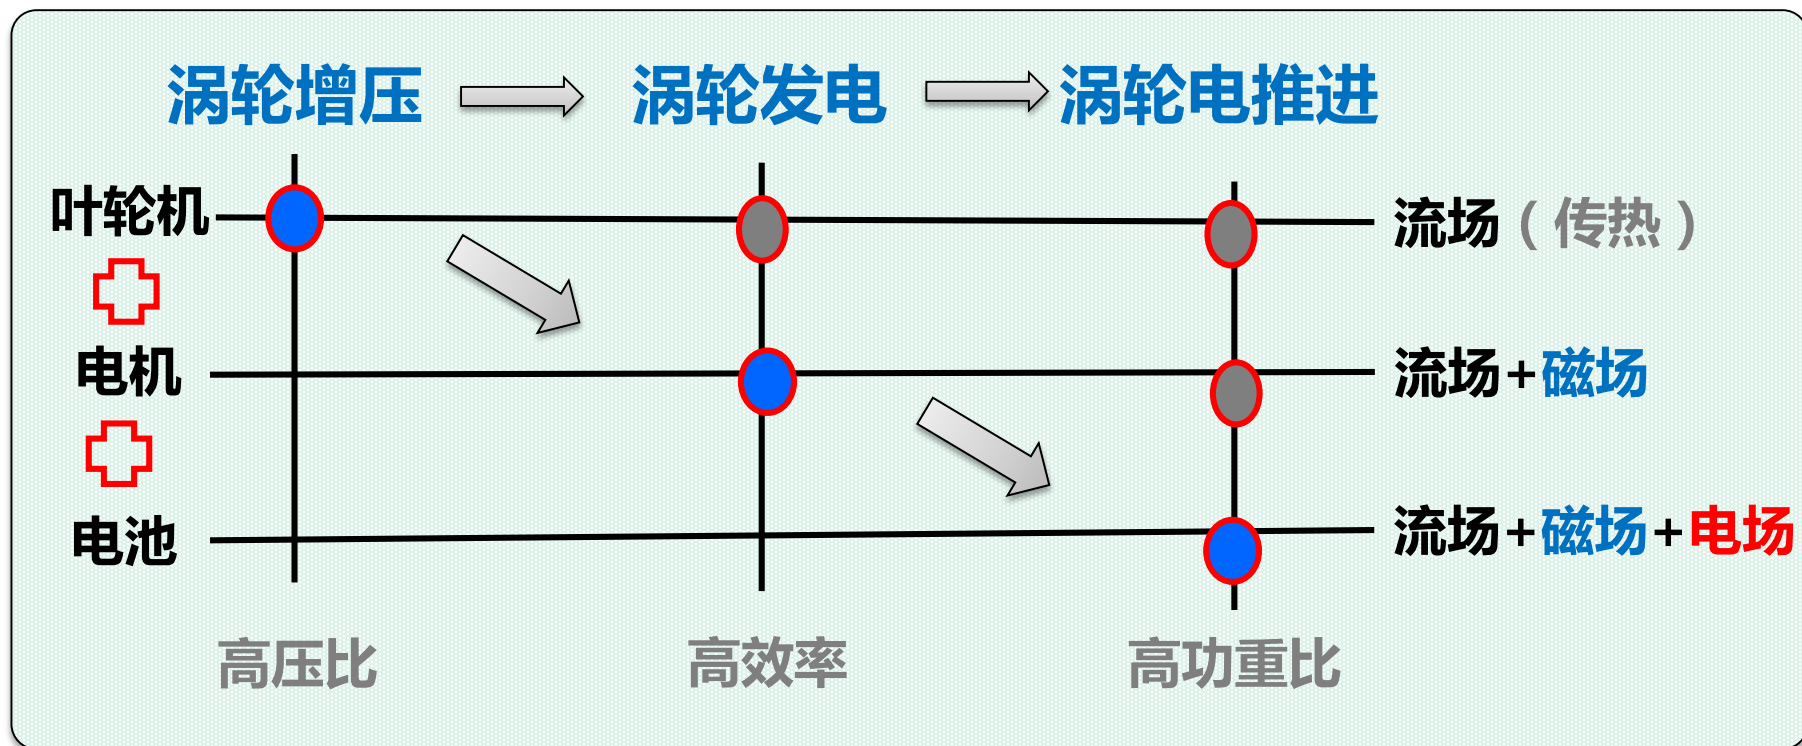 涡轮增压 涡轮发电 涡轮电推进
叶轮机 流场（传热）
电机 流场+磁场
电池 流场+磁场+电场
高压比 高效率 高功重比